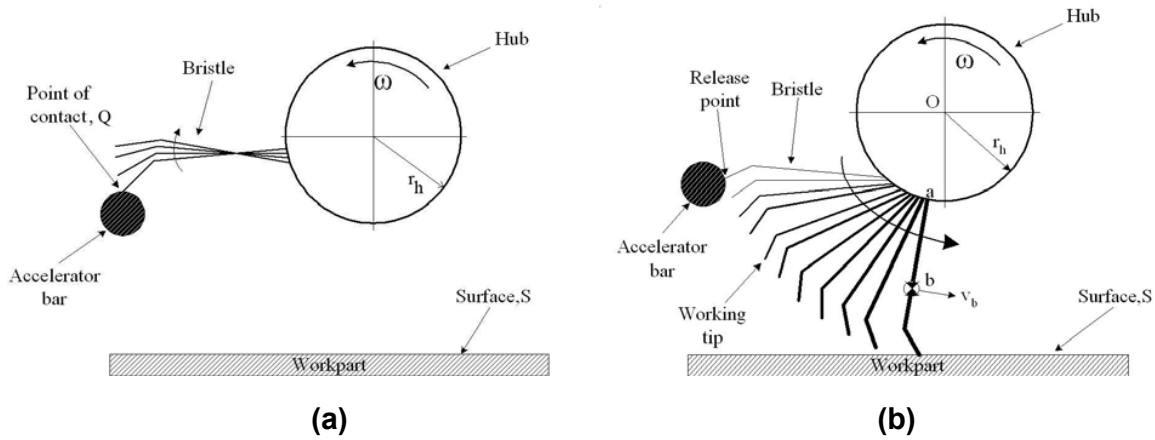 Hub
ω
Bristle
Point of
contact, Q
r_h
Accelerator
bar
Surface,S
Workpart
(a)
Hub
ω
Release
point
Bristle
O
r_h
a
Accelerator
bar
b
v_b
Working
tip
Surface,S
Workpart
(b)